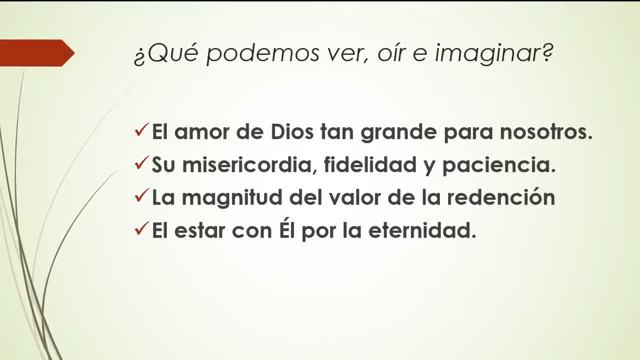 ¿Qué podemos ver, oír e imaginar?
El amor de Dios tan grande para nosotros.
Su misericordia, fidelidad y paciencia.
La magnitud del valor de la redención
El estar con Él por la eternidad.